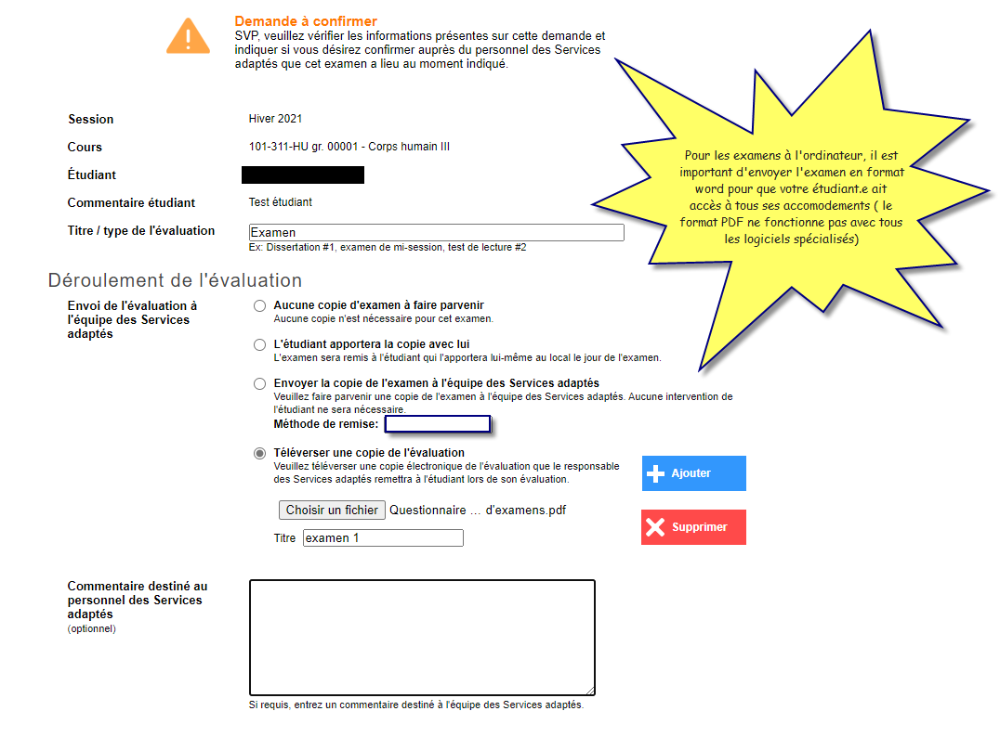 Demande à confirmer
SVP, veuillez vérifier les informations présentes sur cette demande et
indiquer si vous désirez confirmer auprès du personnel des Services
adaptés que cet examen a lieu au moment indiqué.
Pour les examens à l'ordinateur, il est
important d'envoyer l'examen en format
word pour que votre étudiant.e ait
accès à tous ses accomodements ( le
format PDF ne fonctionne pas avec tous
les logiciels spécialisés)
Session Hiver 2021
Cours 101-311-HU gr. 00001 - Corps humain III
Étudiant
Commentaire étudiant Test étudiant
Titre / type de l'évaluation Examen
Ex: Dissertation #1, examen de mi-session, test de lecture #2
Déroulement de l'évaluation
Envoi de l'évaluation à
l'équipe des Services
adaptés
Aucune copie d'examen à faire parvenir
Aucune copie n'est nécessaire pour cet examen.
L'étudiant apportera la copie avec lui
L'examen sera remis à l'étudiant qui l'apportera lui-même au local le jour de l'examen.
Envoyer la copie de l'examen à l'équipe des Services adaptés
Veuillez faire parvenir une copie de l'examen à l'équipe des Services adaptés. Aucune intervention de
l'étudiant ne sera nécessaire.
Méthode de remise:
Téléverser une copie de l'évaluation
Veuillez téléverser une copie électronique de l'évaluation que le responsable
des Services adaptés remettra à l'étudiant lors de son évaluation.
Ajouter
Choisir un fichier Questionnaire ... d'examens.pdf
Supprimer
Titre examen 1
Commentaire destiné au
personnel des Services
adaptés
(optionnel)
Si requis, entrez un commentaire destiné à l'équipe des Services adaptés.